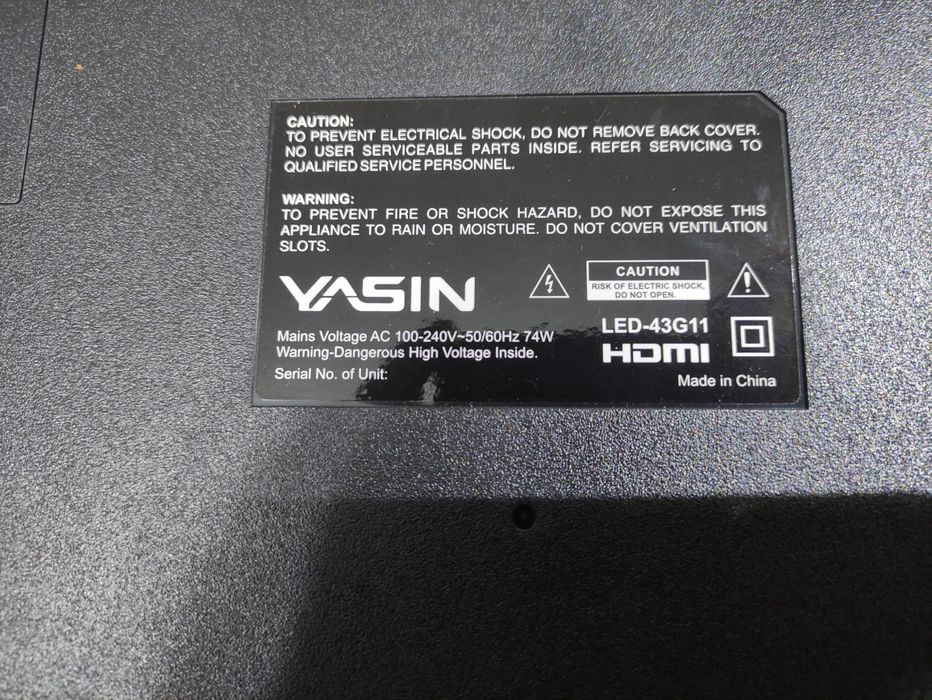 CAUTION:
TO PREVENT ELECTRICAL SHOCK, DO NOT REMOVE BACK COVER.
NO USER SERVICEABLE PARTS INSIDE. REFER SERVICING TO
QUALIFIED SERVICE PERSONNEL.
WARNING:
TO PREVENT FIRE OR SHOCK HAZARD, DO NOT EXPOSE THIS
APPLIANCE TO RAIN OR MOISTURE. DO NOT COVER VENTILATION
SLOTS.
YASIN
CAUTION
RISK OF ELECTRIC SHOCK,
DO NOT OPEN.
Mains Voltage AC 100-240V~50/60Hz 74W
Warning-Dangerous High Voltage Inside.
Serial No. of Unit:
LED-43G11
HDMI
Made in China